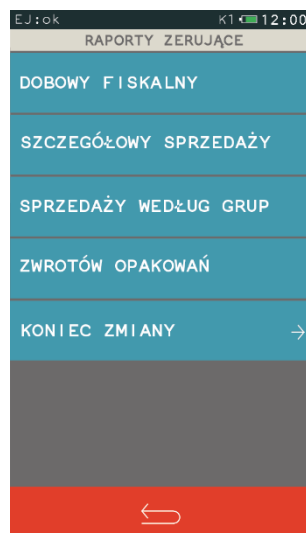 EJ:ok K1 12:00
RAPORTY ZERUJĄCE
DOBOWY FISKALNY
SZCZEGÓŁOWY SPRZEDAŻY
SPRZEDAŻY WEDŁUG GRUP
ZWROTÓW OPAKOWAŃ
KONIEC ZMIANY